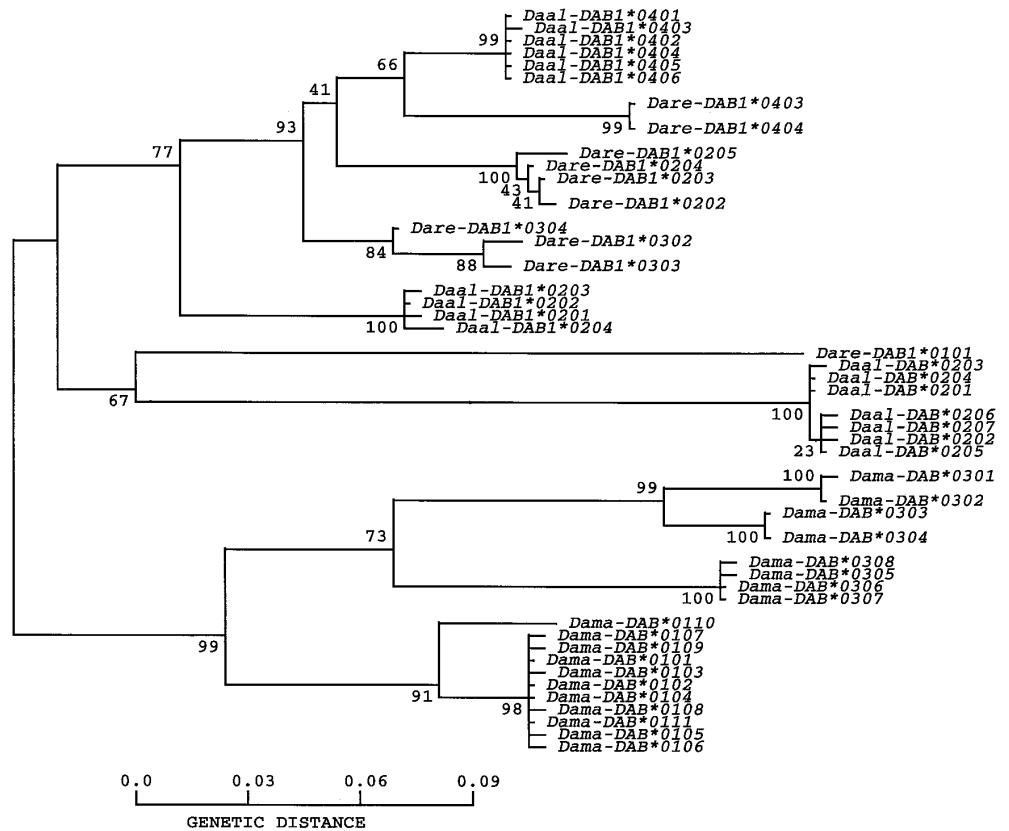 Daal-DAB1*0401
Daal-DAB1*0403
99 Daal-DAB1*0402
Daal-DAB1*0404
66 Daal-DAB1*0405
Daal-DAB1*0406
41
Dare-DAB1*0403
93 99 Dare-DAB1*0404
77 Dare-DAB1*0205
Dare-DAB1*0204
100 Dare-DAB1*0203
43
41 Dare-DAB1*0202
Dare-DAB1*0304
Dare-DAB1*0302
84
88 Dare-DAB1*0303
Daal-DAB1*0203
Daal-DAB1*0202
Daal-DAB1*0201
100 Daal-DAB1*0204
Dare-DAB1*0101
Daal-DAB*0203
Daal-DAB*0204
Daal-DAB*0201
67
100 Daal-DAB*0206
Daal-DAB*0207
Daal-DAB*0202
23 Daal-DAB*0205
100 Dama-DAB*0301
99
Dama-DAB*0302
Dama-DAB*0303
73 100 Dama-DAB*0304
Dama-DAB*0308
Dama-DAB*0305
Dama-DAB*0306
100 Dama-DAB*0307
Dama-DAB*0110
Dama-DAB*0107
99 Dama-DAB*0109
Dama-DAB*0101
Dama-DAB*0103
Dama-DAB*0102
91 Dama-DAB*0104
98 Dama-DAB*0108
Dama-DAB*0111
Dama-DAB*0105
Dama-DAB*0106
0.0 0.03 0.06 0.09
GENETIC DISTANCE